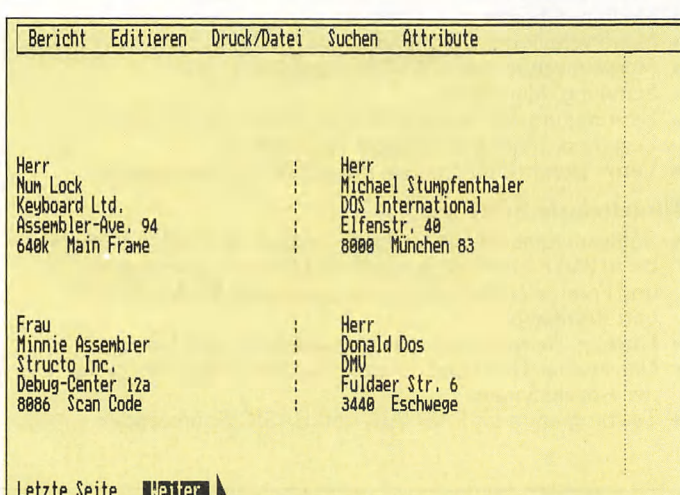 Bericht Editieren Druck/Datei Suchen Attribute
Herr
Num Lock
Keyboard Ltd.
Assembler-Ave. 94
640k Main Frame
Herr
Michael Stumpfenthaler
DOS International
Elfenstr. 40
8000 München 83
Frau
Minnie Assembler
Structo Inc.
Debug-Center 12a
8086 Scan Code
Herr
Donald Dos
DMV
Fuldaer Str. 6
3440 Eschwege
Letzte Seite Weiter